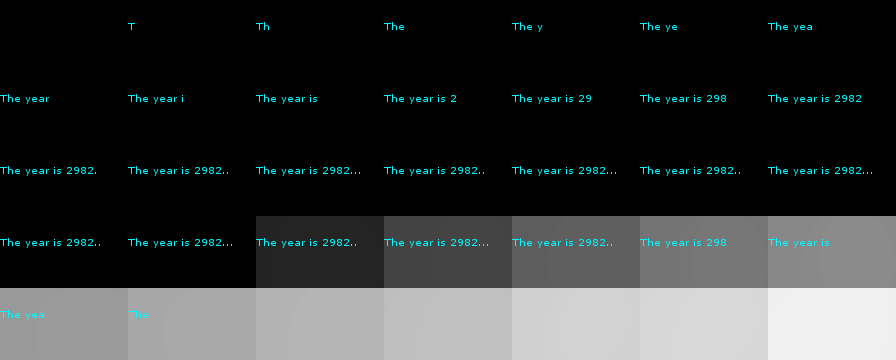 T
Th
The
The y
The ye
The yea
The year
The year i
The year is
The year is 2
The year is 29
The year is 298
The year is 2982
The year is 2982.
The year is 2982..
The year is 2982...
The year is 2982..
The year is 2982...
The year is 2982..
The year is 2982...
The year is 2982..
The year is 2982...
The year is 2982..
The year is 2982...
The year is 2982..
The year is 298
The year is
The yea
The